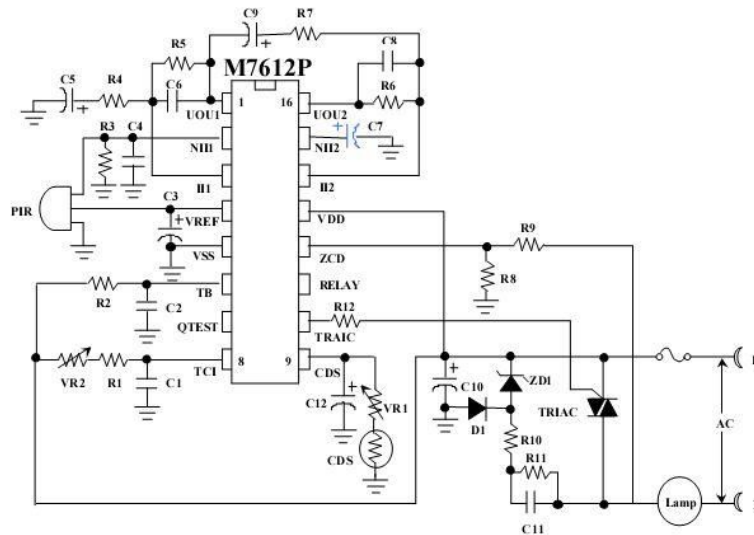 C9 R7
R5 C8
M7612P
C5 R4 C6 R6
1 16
UOU1 UOU2
+ + +
R3 C4 C7
NII1 NII2
II1 II2
PIR C3
+ VREF VDD
R9
VSS ZCD
R8
R2 TB RELAY
C2 R12
QTEST TRAIC
8 9
VR2 R1 C1 TCI CDS
+ +
C12 VR1 C10 ZD1
D1 TRIAC AC
CDS R10
R11
C11 Lamp